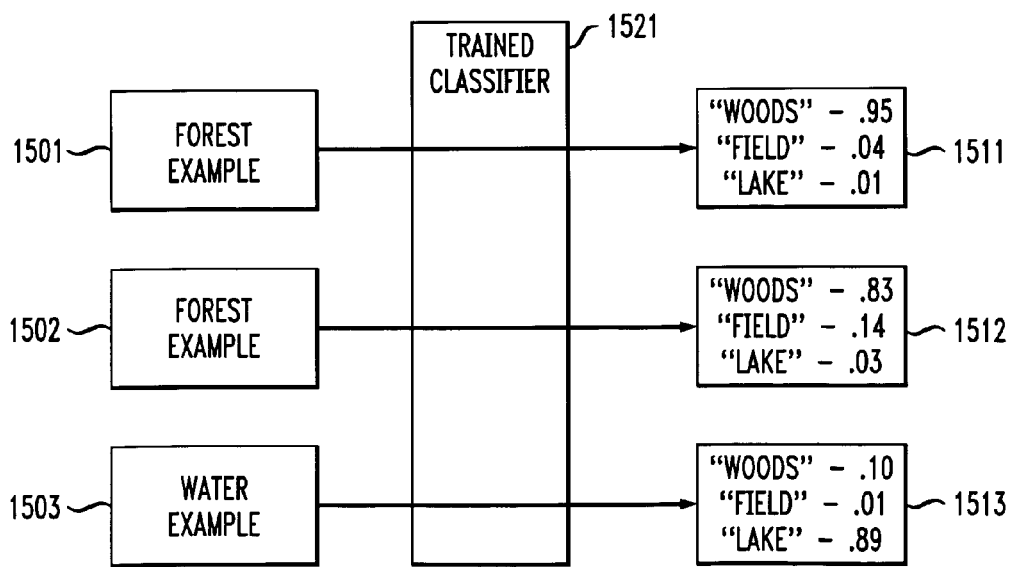 1521
TRAINED
CLASSIFIER
1501
FOREST
EXAMPLE
"WOODS" – .95
"FIELD" – .04
"LAKE" – .01
1511
1502
FOREST
EXAMPLE
"WOODS" – .83
"FIELD" – .14
"LAKE" – .03
1512
1503
WATER
EXAMPLE
"WOODS" – .10
"FIELD" – .01
"LAKE" – .89
1513